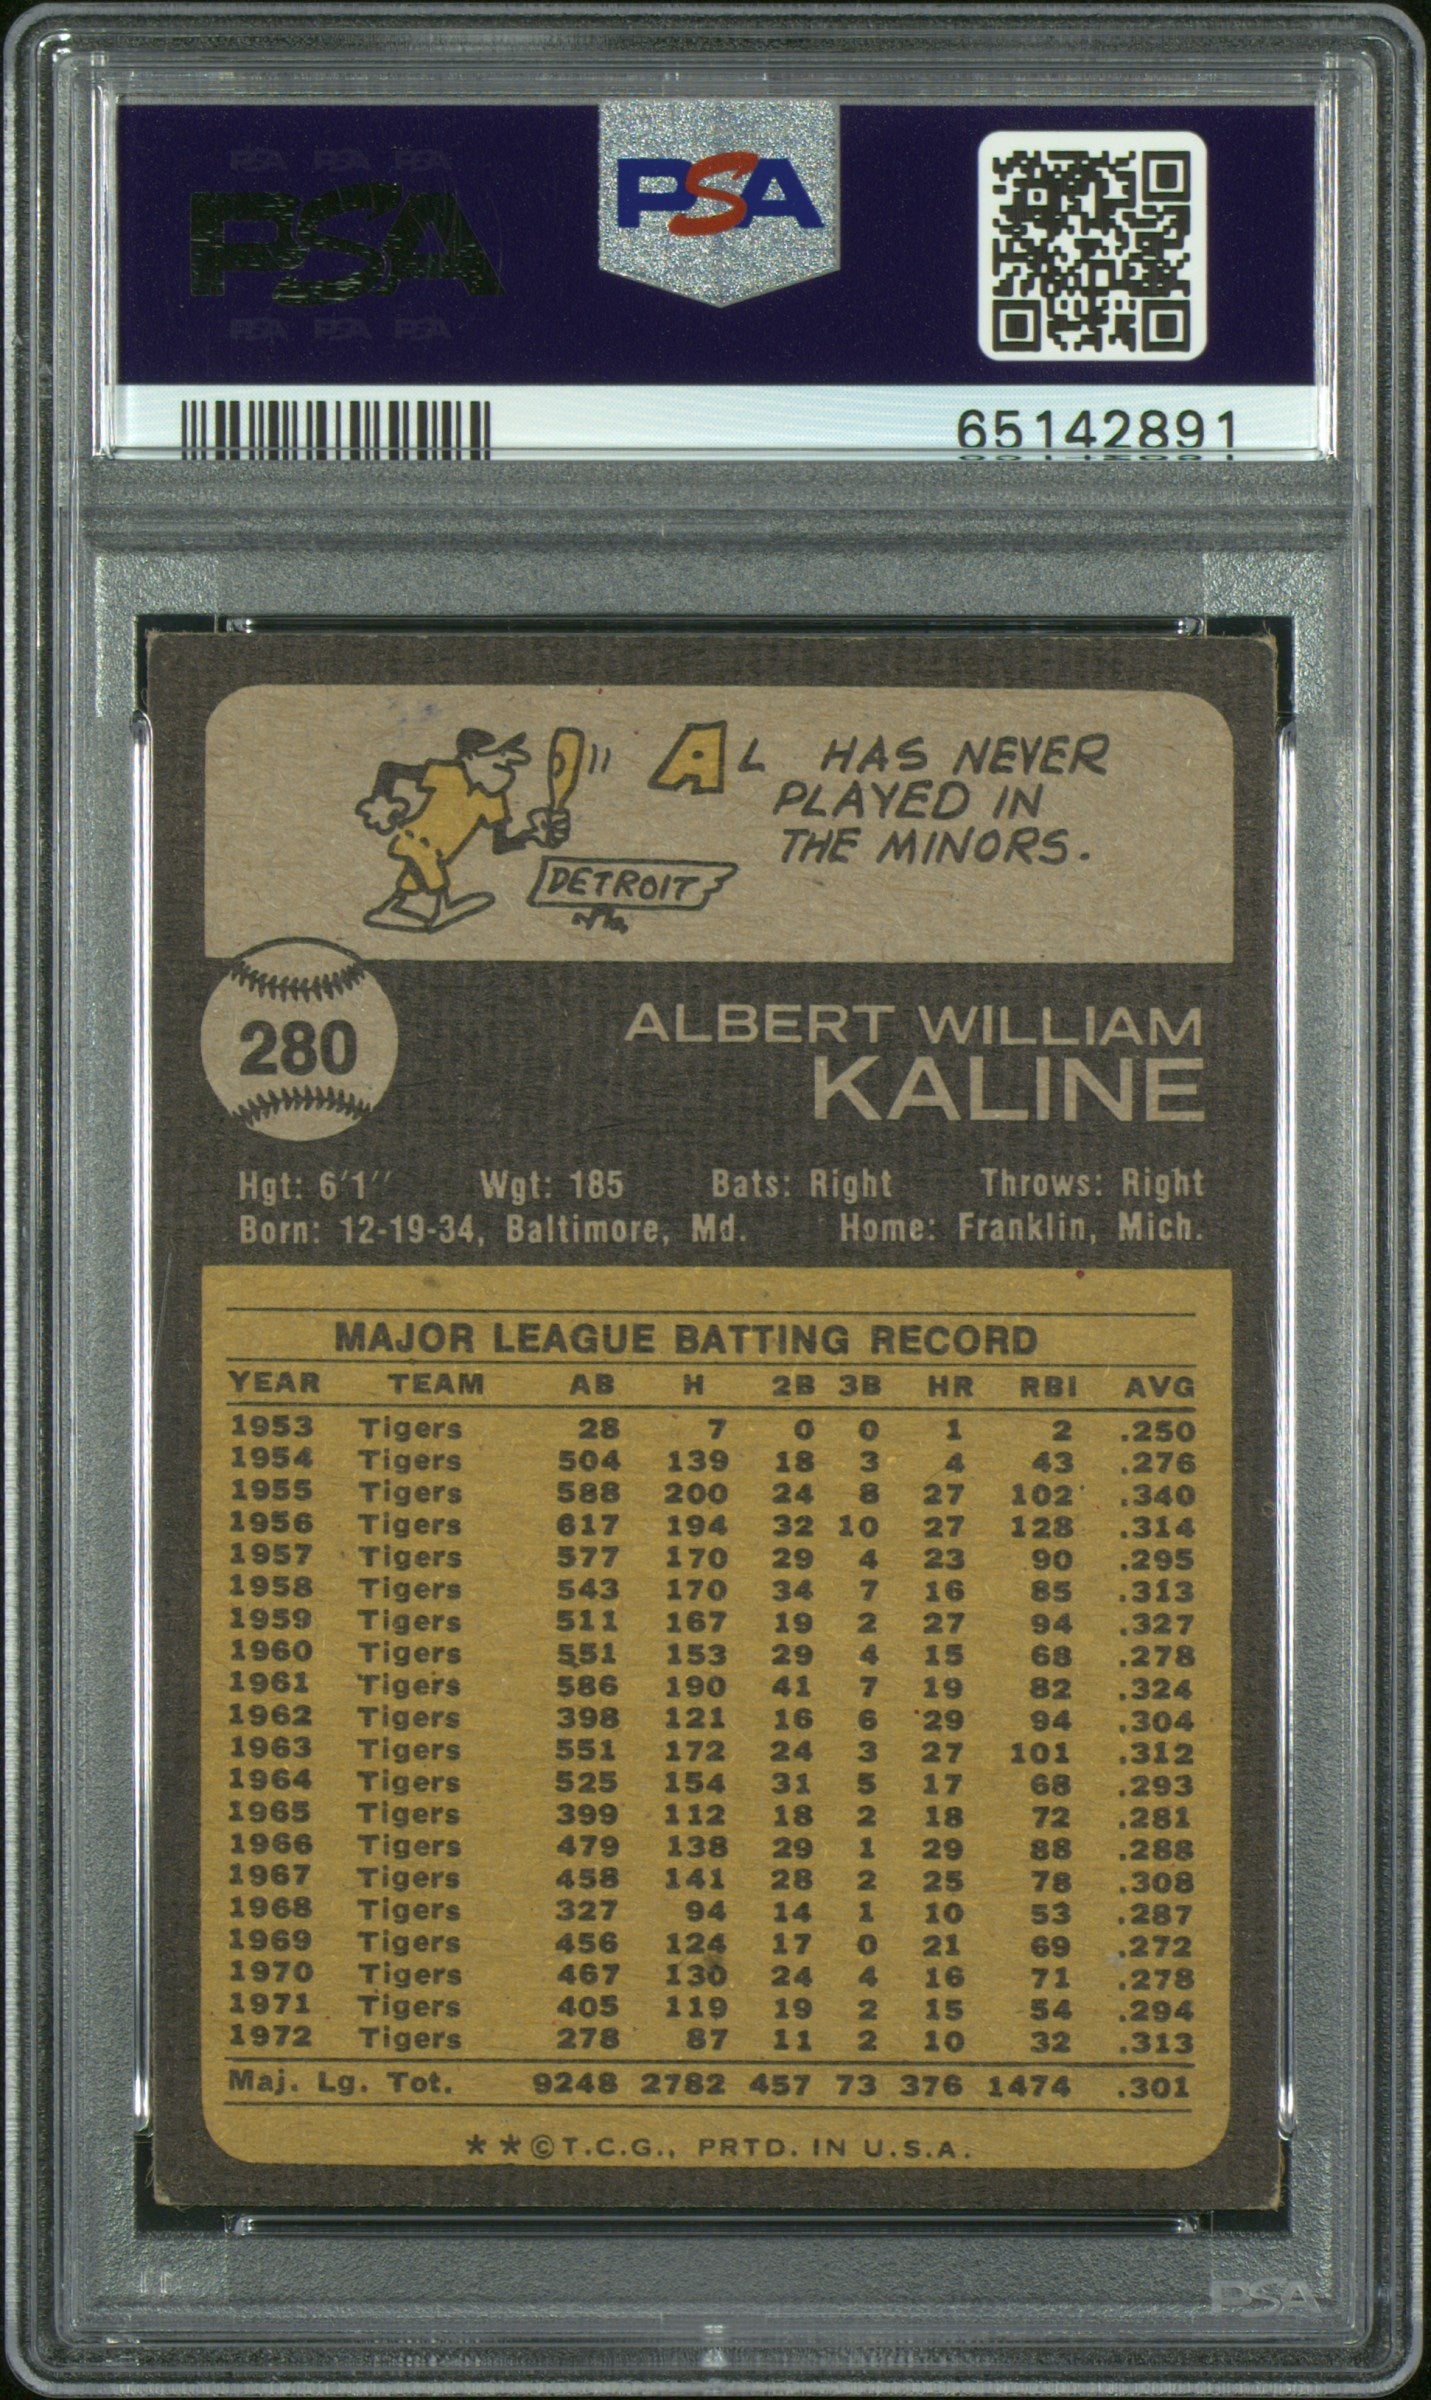 PSA PSA PSA
PSA
PSA PSA PSA
PSA
65142891
AL HAS NEVER
PLAYED IN
THE MINORS.
DETROIT
280
ALBERT WILLIAM
KALINE
Hgt: 6'1" Wgt: 185 Bats: Right Throws: Right
Born: 12-19-34, Baltimore, Md. Home: Franklin, Mich.
MAJOR LEAGUE BATTING RECORD
YEAR TEAM AB H 2B 3B HR RBI AVG
1953 Tigers 28 7 0 0 1 2 .250
1954 Tigers 504 139 18 3 4 43 .276
1955 Tigers 588 200 24 8 27 102 .340
1956 Tigers 617 194 32 10 27 128 .314
1957 Tigers 577 170 29 4 23 90 .295
1958 Tigers 543 170 34 7 16 85 .313
1959 Tigers 511 167 19 2 27 94 .327
1960 Tigers 551 153 29 4 15 68 .278
1961 Tigers 586 190 41 7 19 82 .324
1962 Tigers 398 121 16 6 29 94 .304
1963 Tigers 551 172 24 3 27 101 .312
1964 Tigers 525 154 31 5 17 68 .293
1965 Tigers 399 112 18 2 18 72 .281
1966 Tigers 479 138 29 1 29 88 .288
1967 Tigers 458 141 28 2 25 78 .308
1968 Tigers 327 94 14 1 10 53 .287
1969 Tigers 456 124 17 0 21 69 .272
1970 Tigers 467 130 24 4 16 71 .278
1971 Tigers 405 119 19 2 15 54 .294
1972 Tigers 278 87 11 2 10 32 .313
Maj. Lg. Tot. 9248 2782 457 73 376 1474 .301
**©T.C.G., PRTD. IN U.S.A.
PSA